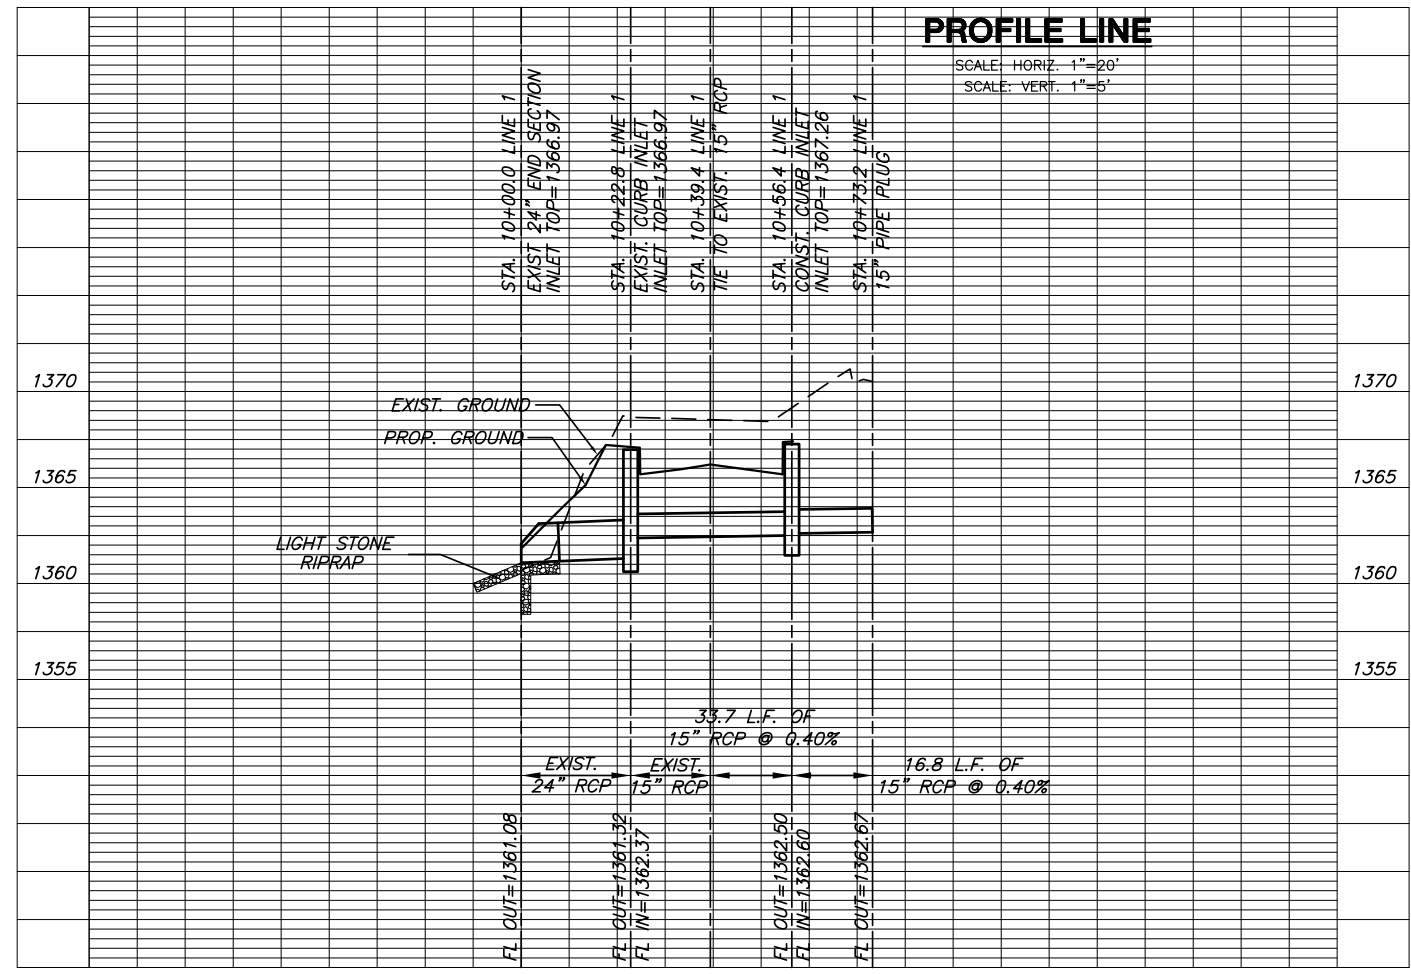 PROFILE LINE
SCALE: HORIZ. 1"=20'
SCALE: VERT. 1"=5'
STA. 10+00.0 LINE 1
EXIST 24" END SECTION
INLET TOP=1366.97
STA. 10+22.8 LINE 1
EXIST. CURB INLET
INLET TOP=1366.97
STA. 10+39.4 LINE 1
TIE TO EXIST. 15" RCP
STA. 10+56.4 LINE 1
CONST. CURB INLET
INLET TOP=1367.26
STA. 10+73.2 LINE 1
15" PIPE PLUG
1370
1370
EXIST. GROUND
PROP. GROUND
1365
1365
LIGHT STONE
RIPRAP
1360
1360
1355
1355
33.7 L.F. OF
15" RCP @ 0.40%
EXIST.
24" RCP
EXIST.
15" RCP
16.8 L.F. OF
15" RCP @ 0.40%
FL OUT=1361.08
FL OUT=1361.32
FL IN=1362.37
FL OUT=1362.50
FL IN=1362.60
FL OUT=1362.67